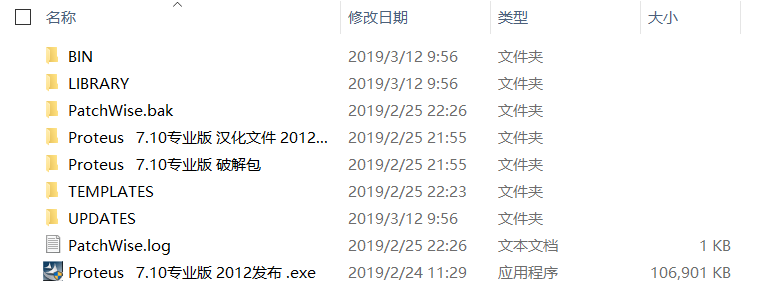 名称 修改日期 类型 大小
BIN 2019/3/12 9:56 文件夹
LIBRARY 2019/3/12 9:56 文件夹
PatchWise.bak 2019/2/25 22:26 文件夹
Proteus 7.10专业版 汉化文件 2012... 2019/2/25 21:55 文件夹
Proteus 7.10专业版 破解包 2019/2/25 21:55 文件夹
TEMPLATES 2019/2/25 22:23 文件夹
UPDATES 2019/3/12 9:56 文件夹
PatchWise.log 2019/2/25 22:26 文本文档 1 KB
Proteus 7.10专业版 2012发布 .exe 2019/2/24 11:29 应用程序 106,901 KB